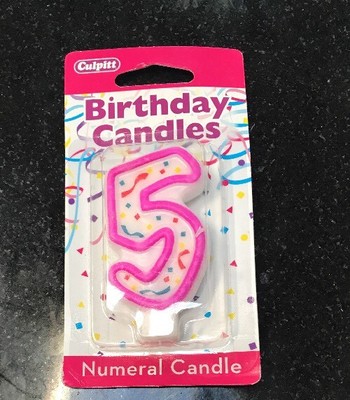 Culpitt
Birthday
Candles
5
Numeral Candle